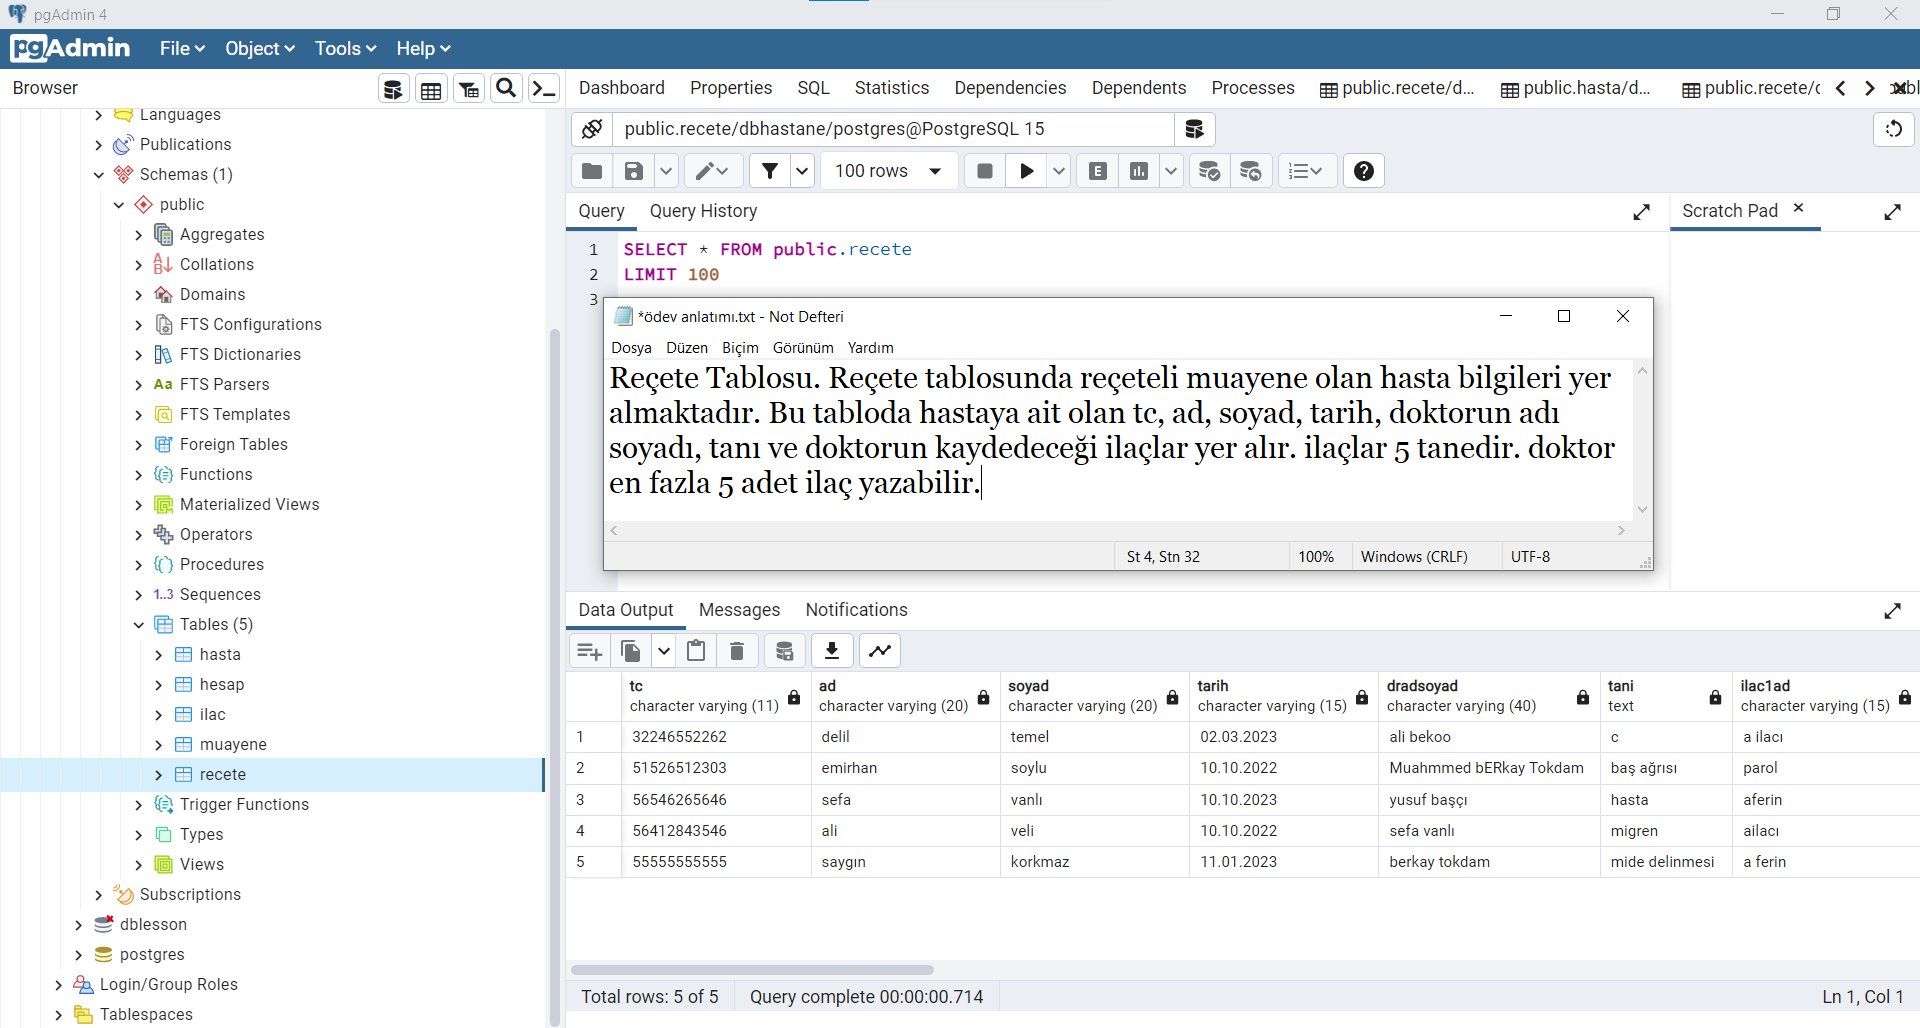 pgAdmin 4
pgAdmin File Object Tools Help
Browser
Dashboard Properties SQL Statistics Dependencies Dependents Processes public.recete/d... public.hasta/d... public.recete/
Languages
Publications
Schemas (1)
public
Aggregates
Collations
Domains
FTS Configurations
FTS Dictionaries
Aa FTS Parsers
FTS Templates
Foreign Tables
Functions
Materialized Views
Operators
Procedures
1..3 Sequences
Tables (5)
hasta
hesap
ilac
muayene
recete
Trigger Functions
Types
Views
Subscriptions
dblesson
postgres
Login/Group Roles
Tablespaces
public.recete/dbhastane/postgres@PostgreSQL 15
100 rows E
Query Query History
Scratch Pad
1 SELECT * FROM public.recete
2 LIMIT 100
3
*ödev anlatımı.txt - Not Defteri
Dosya Düzen Biçim Görünüm Yardım
Reçete Tablosu. Reçete tablosunda reçeteli muayene olan hasta bilgileri yer
almaktadır. Bu tabloda hastaya ait olan tc, ad, soyad, tarih, doktorun adı
soyadı, tanı ve doktorun kaydedeceği ilaçlar yer alır. ilaçlar 5 tanedir. doktor
en fazla 5 adet ilaç yazabilir.
St 4, Stn 32 100% Windows (CRLF) UTF-8
Data Output Messages Notifications
tc ad soyad tarih dradsoyad tani ilac1ad
character varying (11) character varying (20) character varying (20) character varying (15) character varying (40) text character varying (15)
1 32246552262 delil temel 02.03.2023 ali bekoo c a ilacı
2 51526512303 emirhan soylu 10.10.2022 Muahmmed bERkay Tokdam baş ağrısı parol
3 56546265646 sefa vanlı 10.10.2023 yusuf başçı hasta aferin
4 56412843546 ali veli 10.10.2022 sefa vanlı migren ailacı
5 55555555555 saygın korkmaz 11.01.2023 berkay tokdam mide delinmesi a ferin
Total rows: 5 of 5 Query complete 00:00:00.714 Ln 1, Col 1